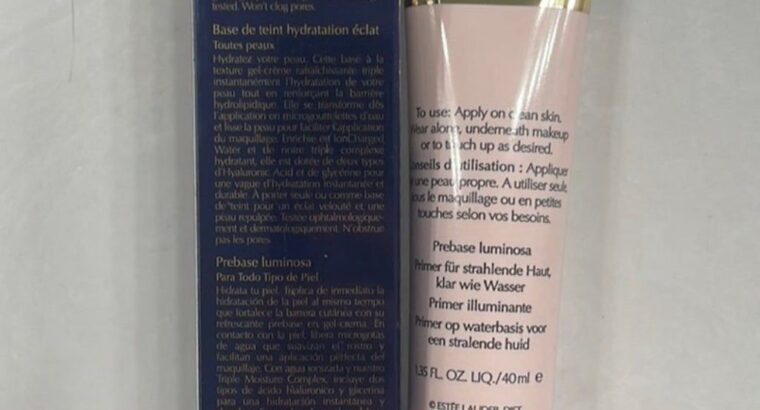 tested. Won't clog pores.
Base de teint hydratation éclat
Toutes peaux
Hydratez votre peau. Cette base à la
texture gel-crème rafraîchissante triple
instantanément l'hydratation de votre
peau tout en renforçant la barrière
hydrolipidique. Elle se transforme dès
l'application en microgouttelettes d'eau
et lisse la peau pour faciliter l'application
du maquillage. Enrichie en IonCharged
Water et de notre triple complexe
hydratant, elle est dotée de deux types
d'Hyaluronic Acid et de glycérine pour
une vague d'hydratation instantanée et
durable. A porter seule ou comme base
de teint pour un éclat velouté et une
peau repulpée. Testée ophtalmologique-
ment et dermatologiquement. N'obstrue
pas les pores.
Prebase luminosa
Para Todo Tipo de Piel
Hidrata tu piel. Triplica de inmediato la
hidratación de la piel al mismo tiempo
que fortalece la barrera cutánea con su
refrescante prebase en gel-crema. En
contacto con la piel, libera microgotas
de agua que suavizan el rostro y
facilitan una aplicación perfecta del
maquillaje. Con agua ionizada y nuestro
Triple Moisture Complex, incluye dos
tipos de ácido hialurónico y glicerina
para una hidratación instantánea y
To use: Apply on clean skin.
Wear alone, underneath makeup
or to touch up as desired.
onseils d'utilisation : Appliquer
une peau propre. A utiliser seule,
ous le maquillage ou en petites
touches selon vos besoins.
Prebase luminosa
Primer für strahlende Haut,
klar wie Wasser
Primer illuminante
Primer op waterbasis voor
een stralende huid
1.35 FL. OZ. LIQ./40ml e
© ESTĒE LAUDER, DIST.